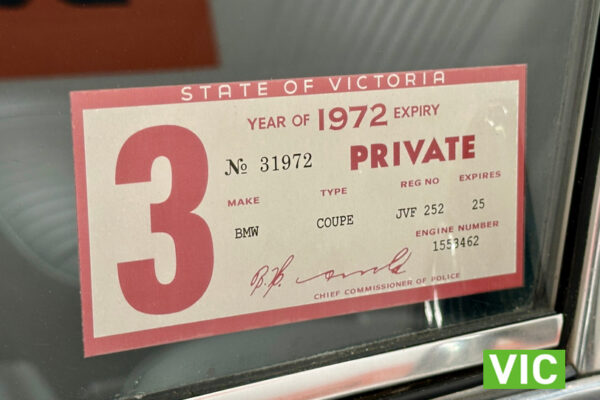 STATE OF VICTORIA
YEAR OF 1972 EXPIRY
3
№ 31972 PRIVATE
MAKE TYPE REG NO EXPIRES
BMW COUPE JVF 252 25
ENGINE NUMBER
1553462
CHIEF COMMISSIONER OF POLICE
VIC